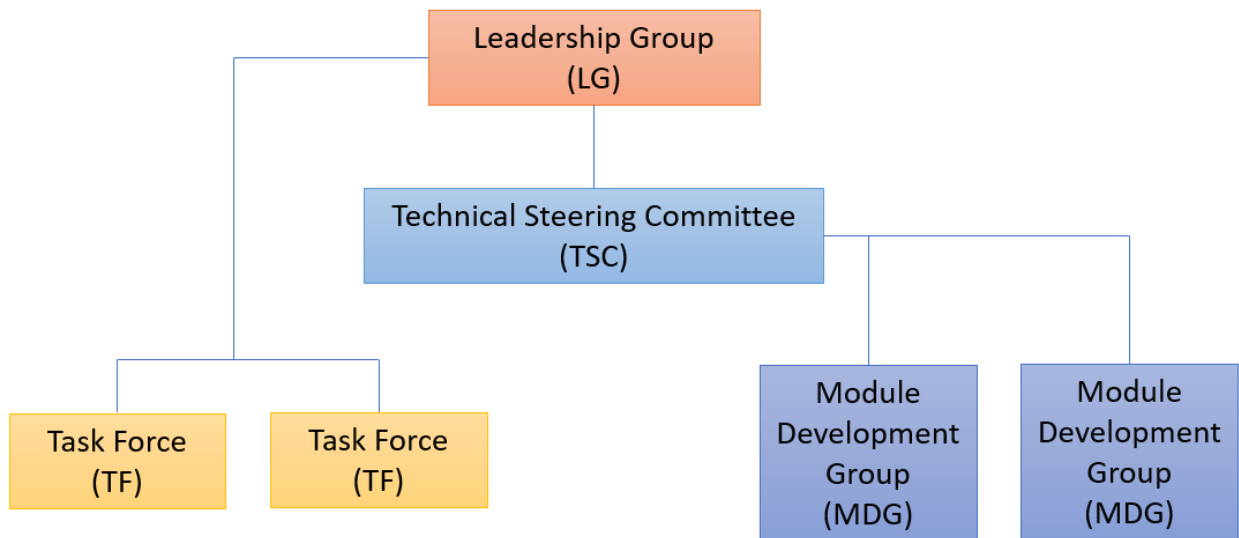 Leadership Group
(LG)
Technical Steering Committee
(TSC)
Task Force
(TF)
Task Force
(TF)
Module
Development
Group
(MDG)
Module
Development
Group
(MDG)